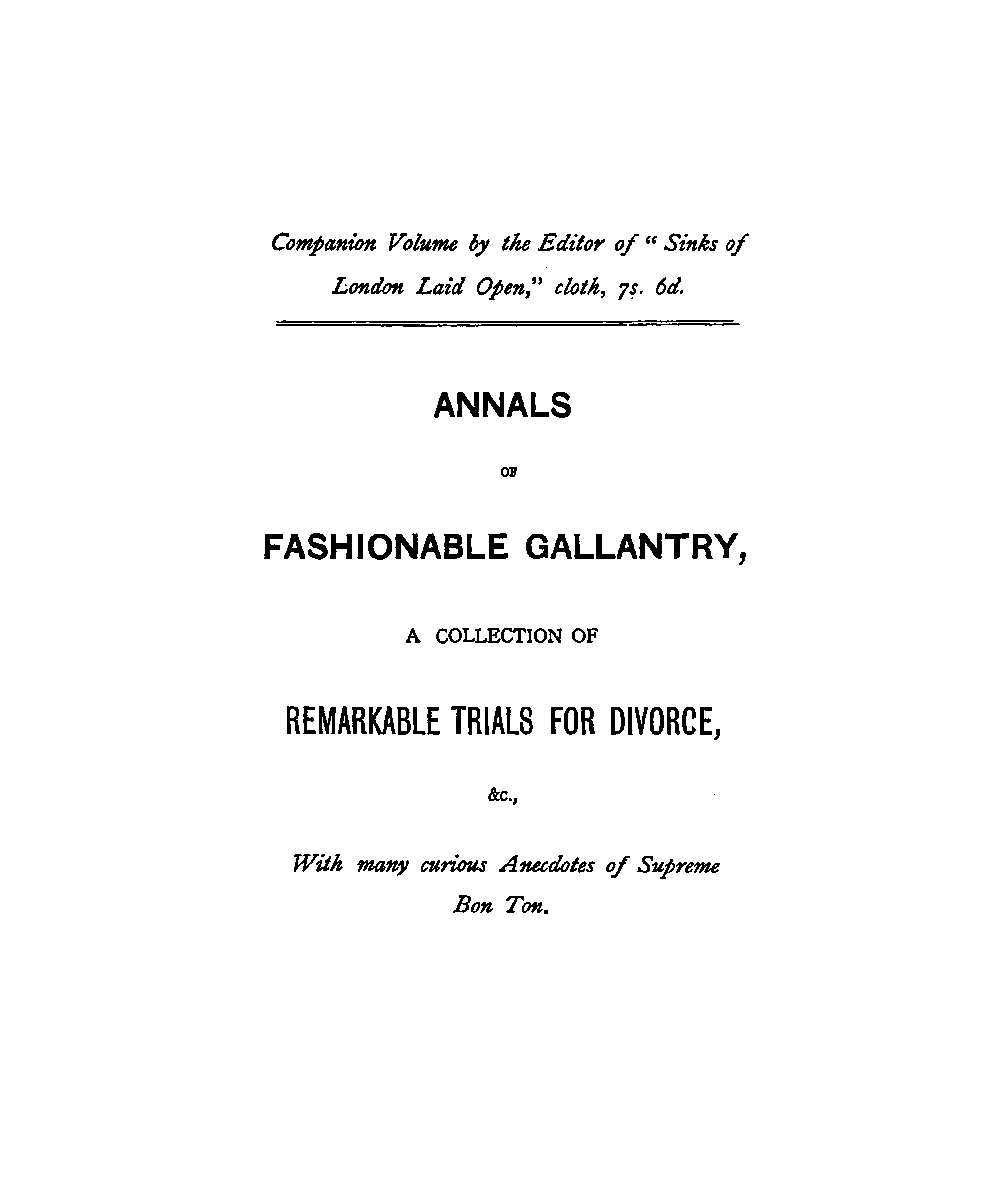 Companion Volume by the Editor of “ Sinks of
London Laid Open,” cloth, 7s. 6d.
ANNALS
OF
FASHIONABLE GALLANTRY,
A COLLECTION OF
REMARKABLE TRIALS FOR DIVORCE,
&c.,
With many curious Anecdotes of Supreme
Bon Ton.